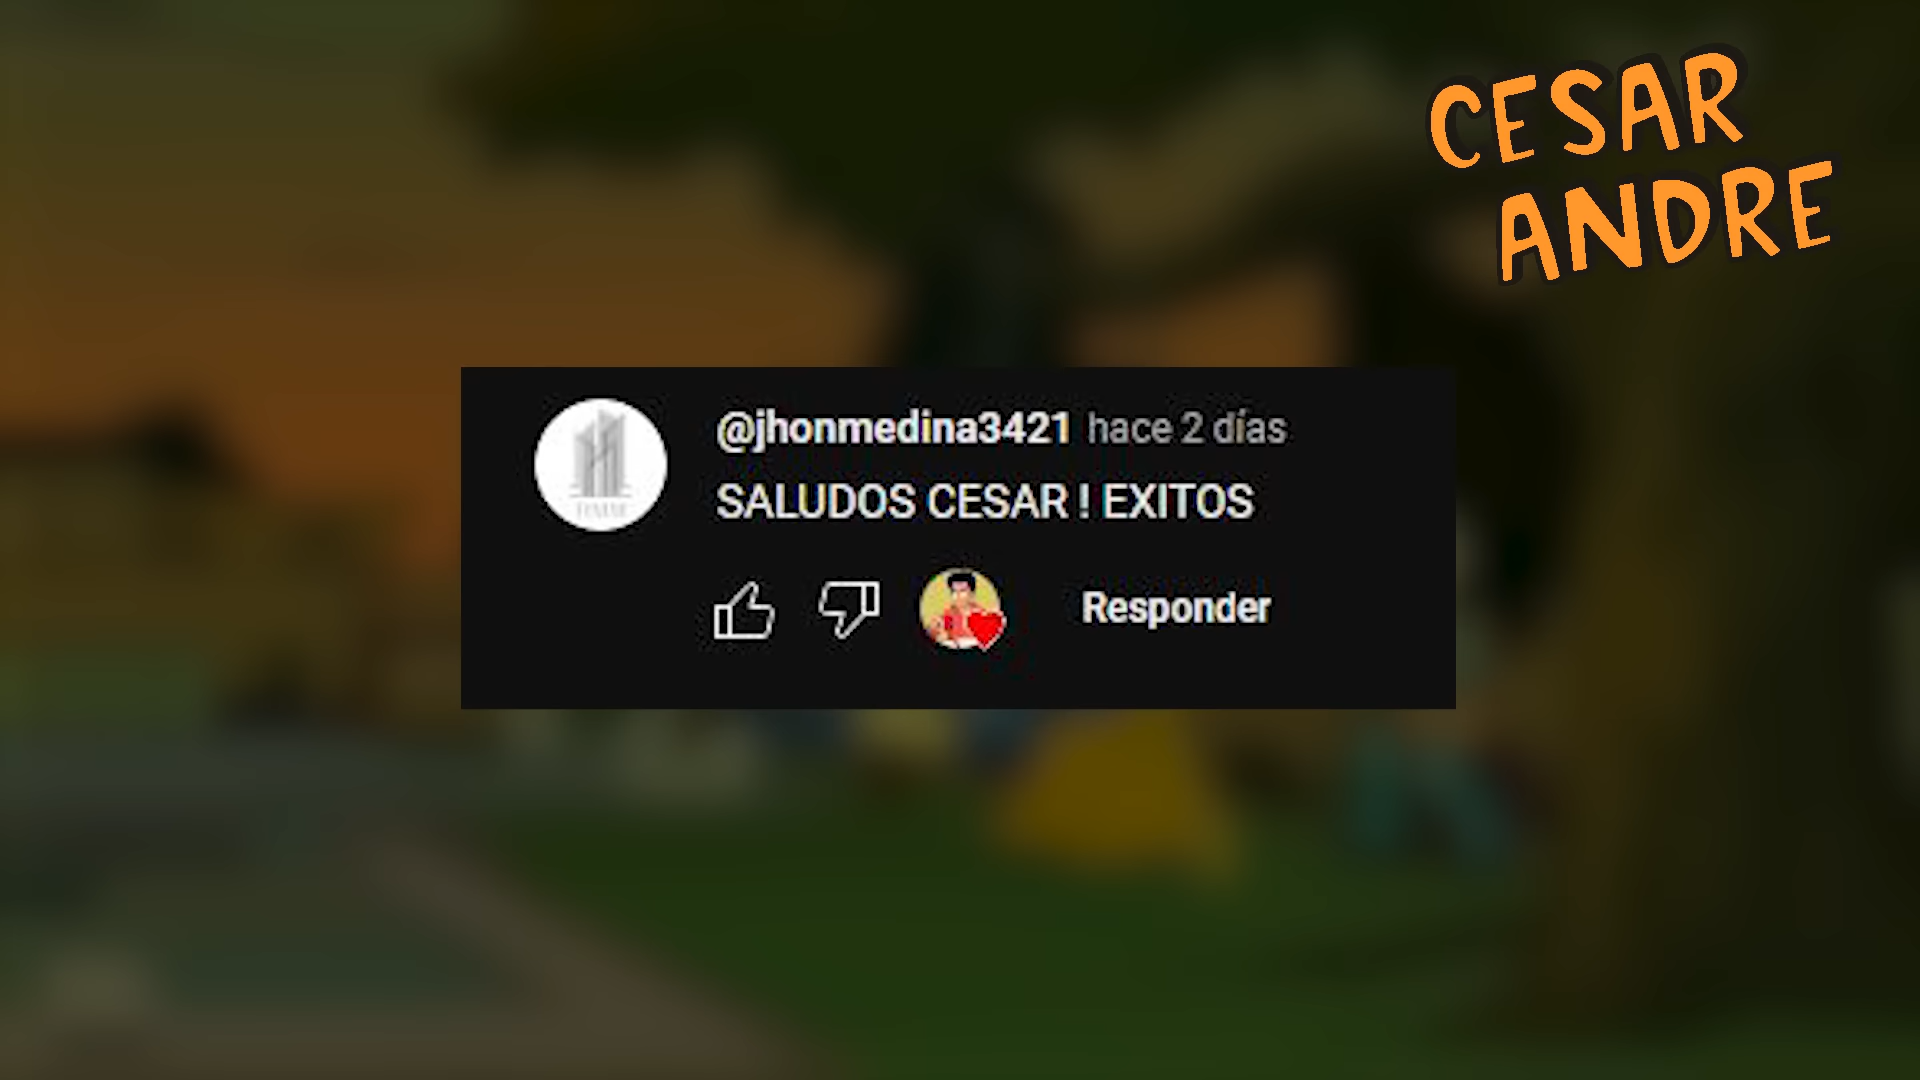 CESAR
ANDRE
@jhonmedina3421 hace 2 días
SALUDOS CESAR ! EXITOS
Responder